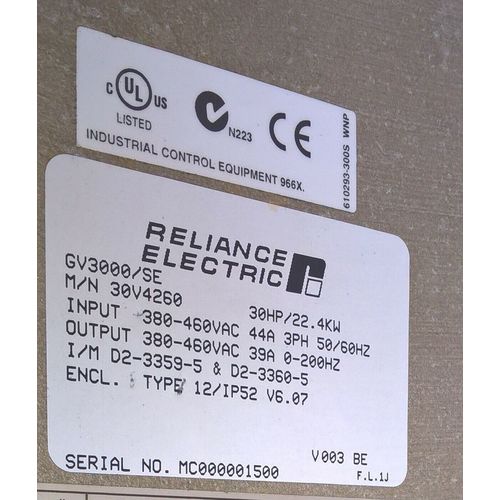 C UL US
LISTED
N223
CE
INDUSTRIAL CONTROL EQUIPMENT 966X.
610293-300S WNP
RELIANCE
ELECTRIC
GV3000/SE
M/N 30V4260 30HP/22.4KW
INPUT 380-460VAC 44A 3PH 50/60HZ
OUTPUT 380-460VAC 39A 0-200HZ
I/M D2-3359-5 & D2-3360-5
ENCL. TYPE 12/IP52 V6.07
V003 BE
SERIAL NO. MC000001500
F.L.1J